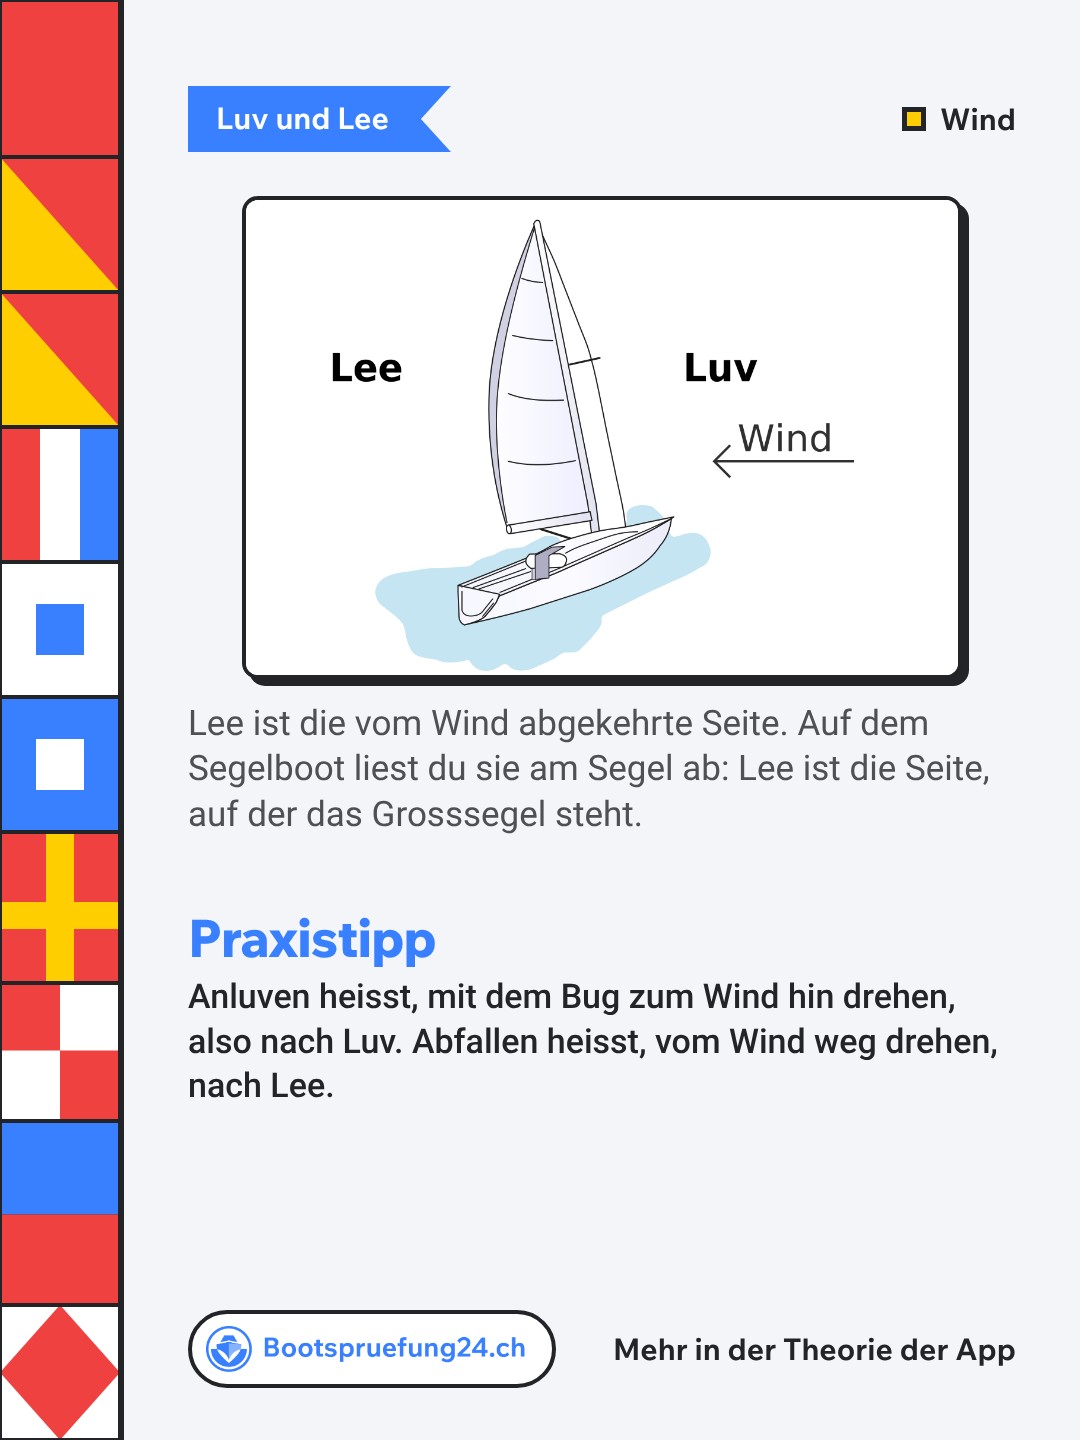 Luv und Lee
Wind
Lee
Luv
Wind
Lee ist die vom Wind abgekehrte Seite. Auf dem
Segelboot liest du sie am Segel ab: Lee ist die Seite,
auf der das Grosssegel steht.
Praxistipp
Anluven heisst, mit dem Bug zum Wind hin drehen,
also nach Luv. Abfallen heisst, vom Wind weg drehen,
nach Lee.
Bootspruefung24.ch
Mehr in der Theorie der App